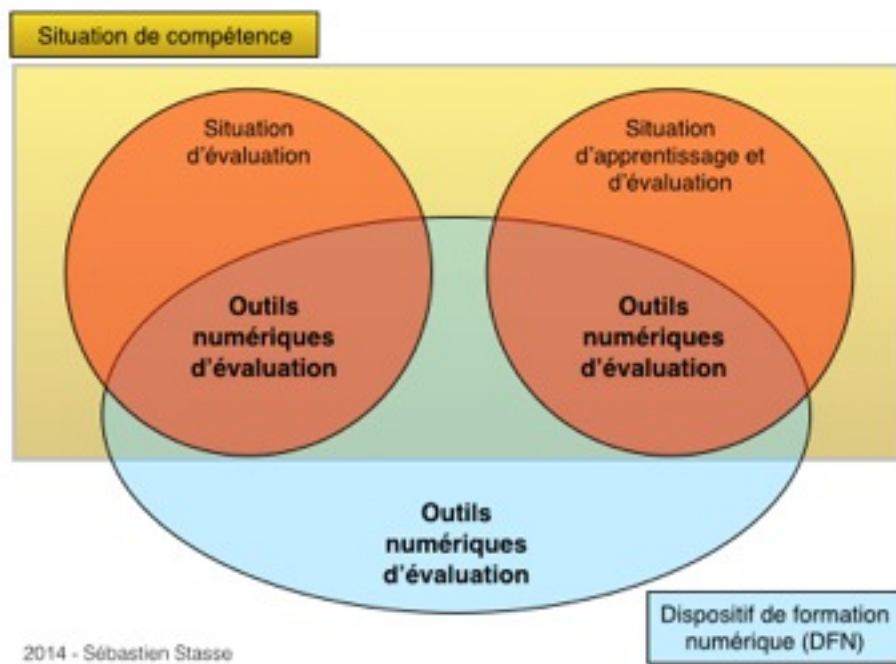 Situation de compétence
Situation
d'évaluation
Situation
d'apprentissage et
d'évaluation
Outils
numériques
d'évaluation
Outils
numériques
d'évaluation
Outils
numériques
d'évaluation
Dispositif de formation
numérique (DFN)
2014 - Sébastien Stasse